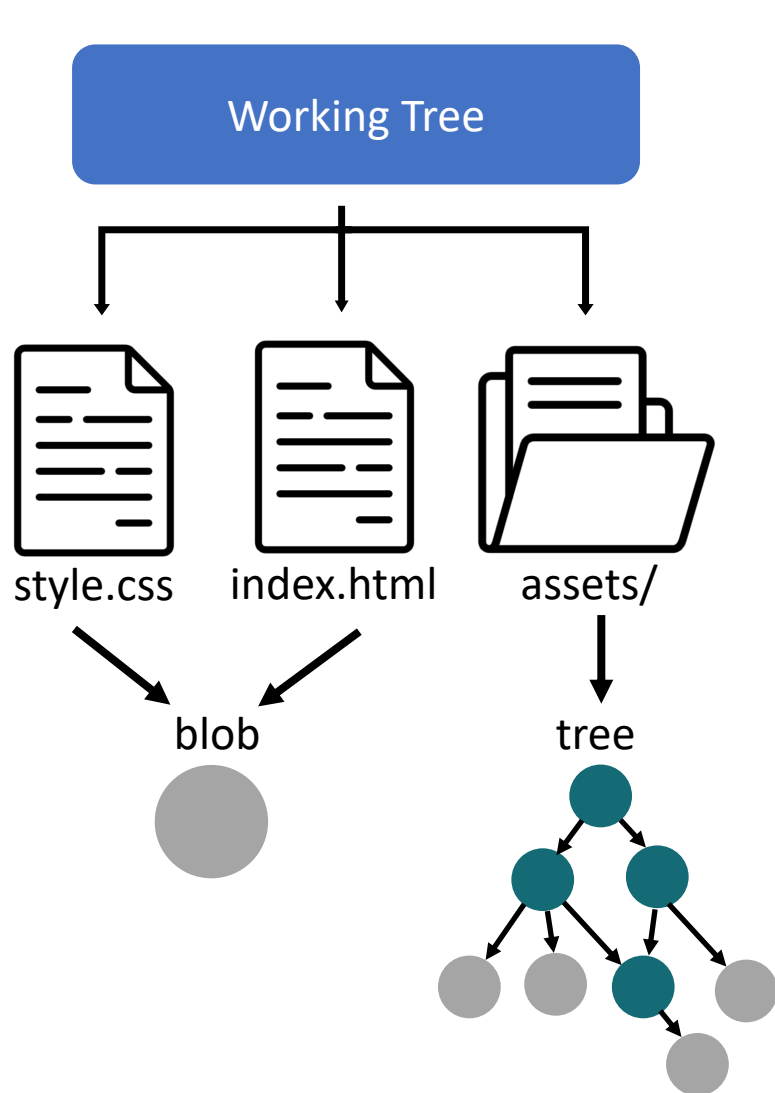 Working Tree
style.css
index.html
assets/
blob
tree